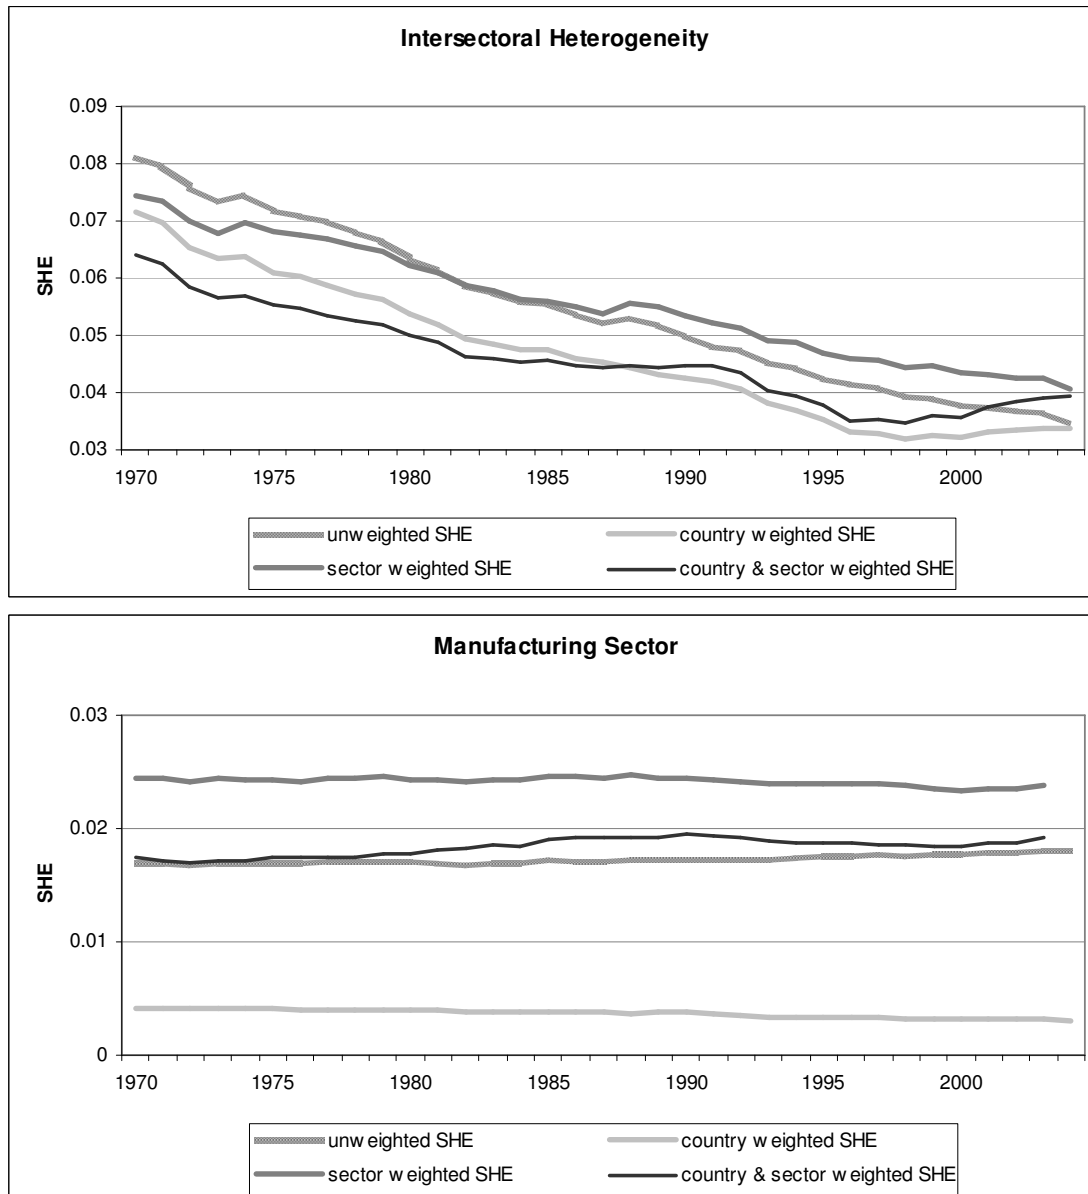 Intersectoral Heterogeneity
0.09
0.08
0.07
0.06
0.05
0.04
0.03
SHE
1970 1975 1980 1985 1990 1995 2000
unweighted SHE country weighted SHE
sector weighted SHE country & sector weighted SHE
Manufacturing Sector
0.03
0.02
0.01
0
SHE
1970 1975 1980 1985 1990 1995 2000
unweighted SHE country weighted SHE
sector weighted SHE country & sector weighted SHE